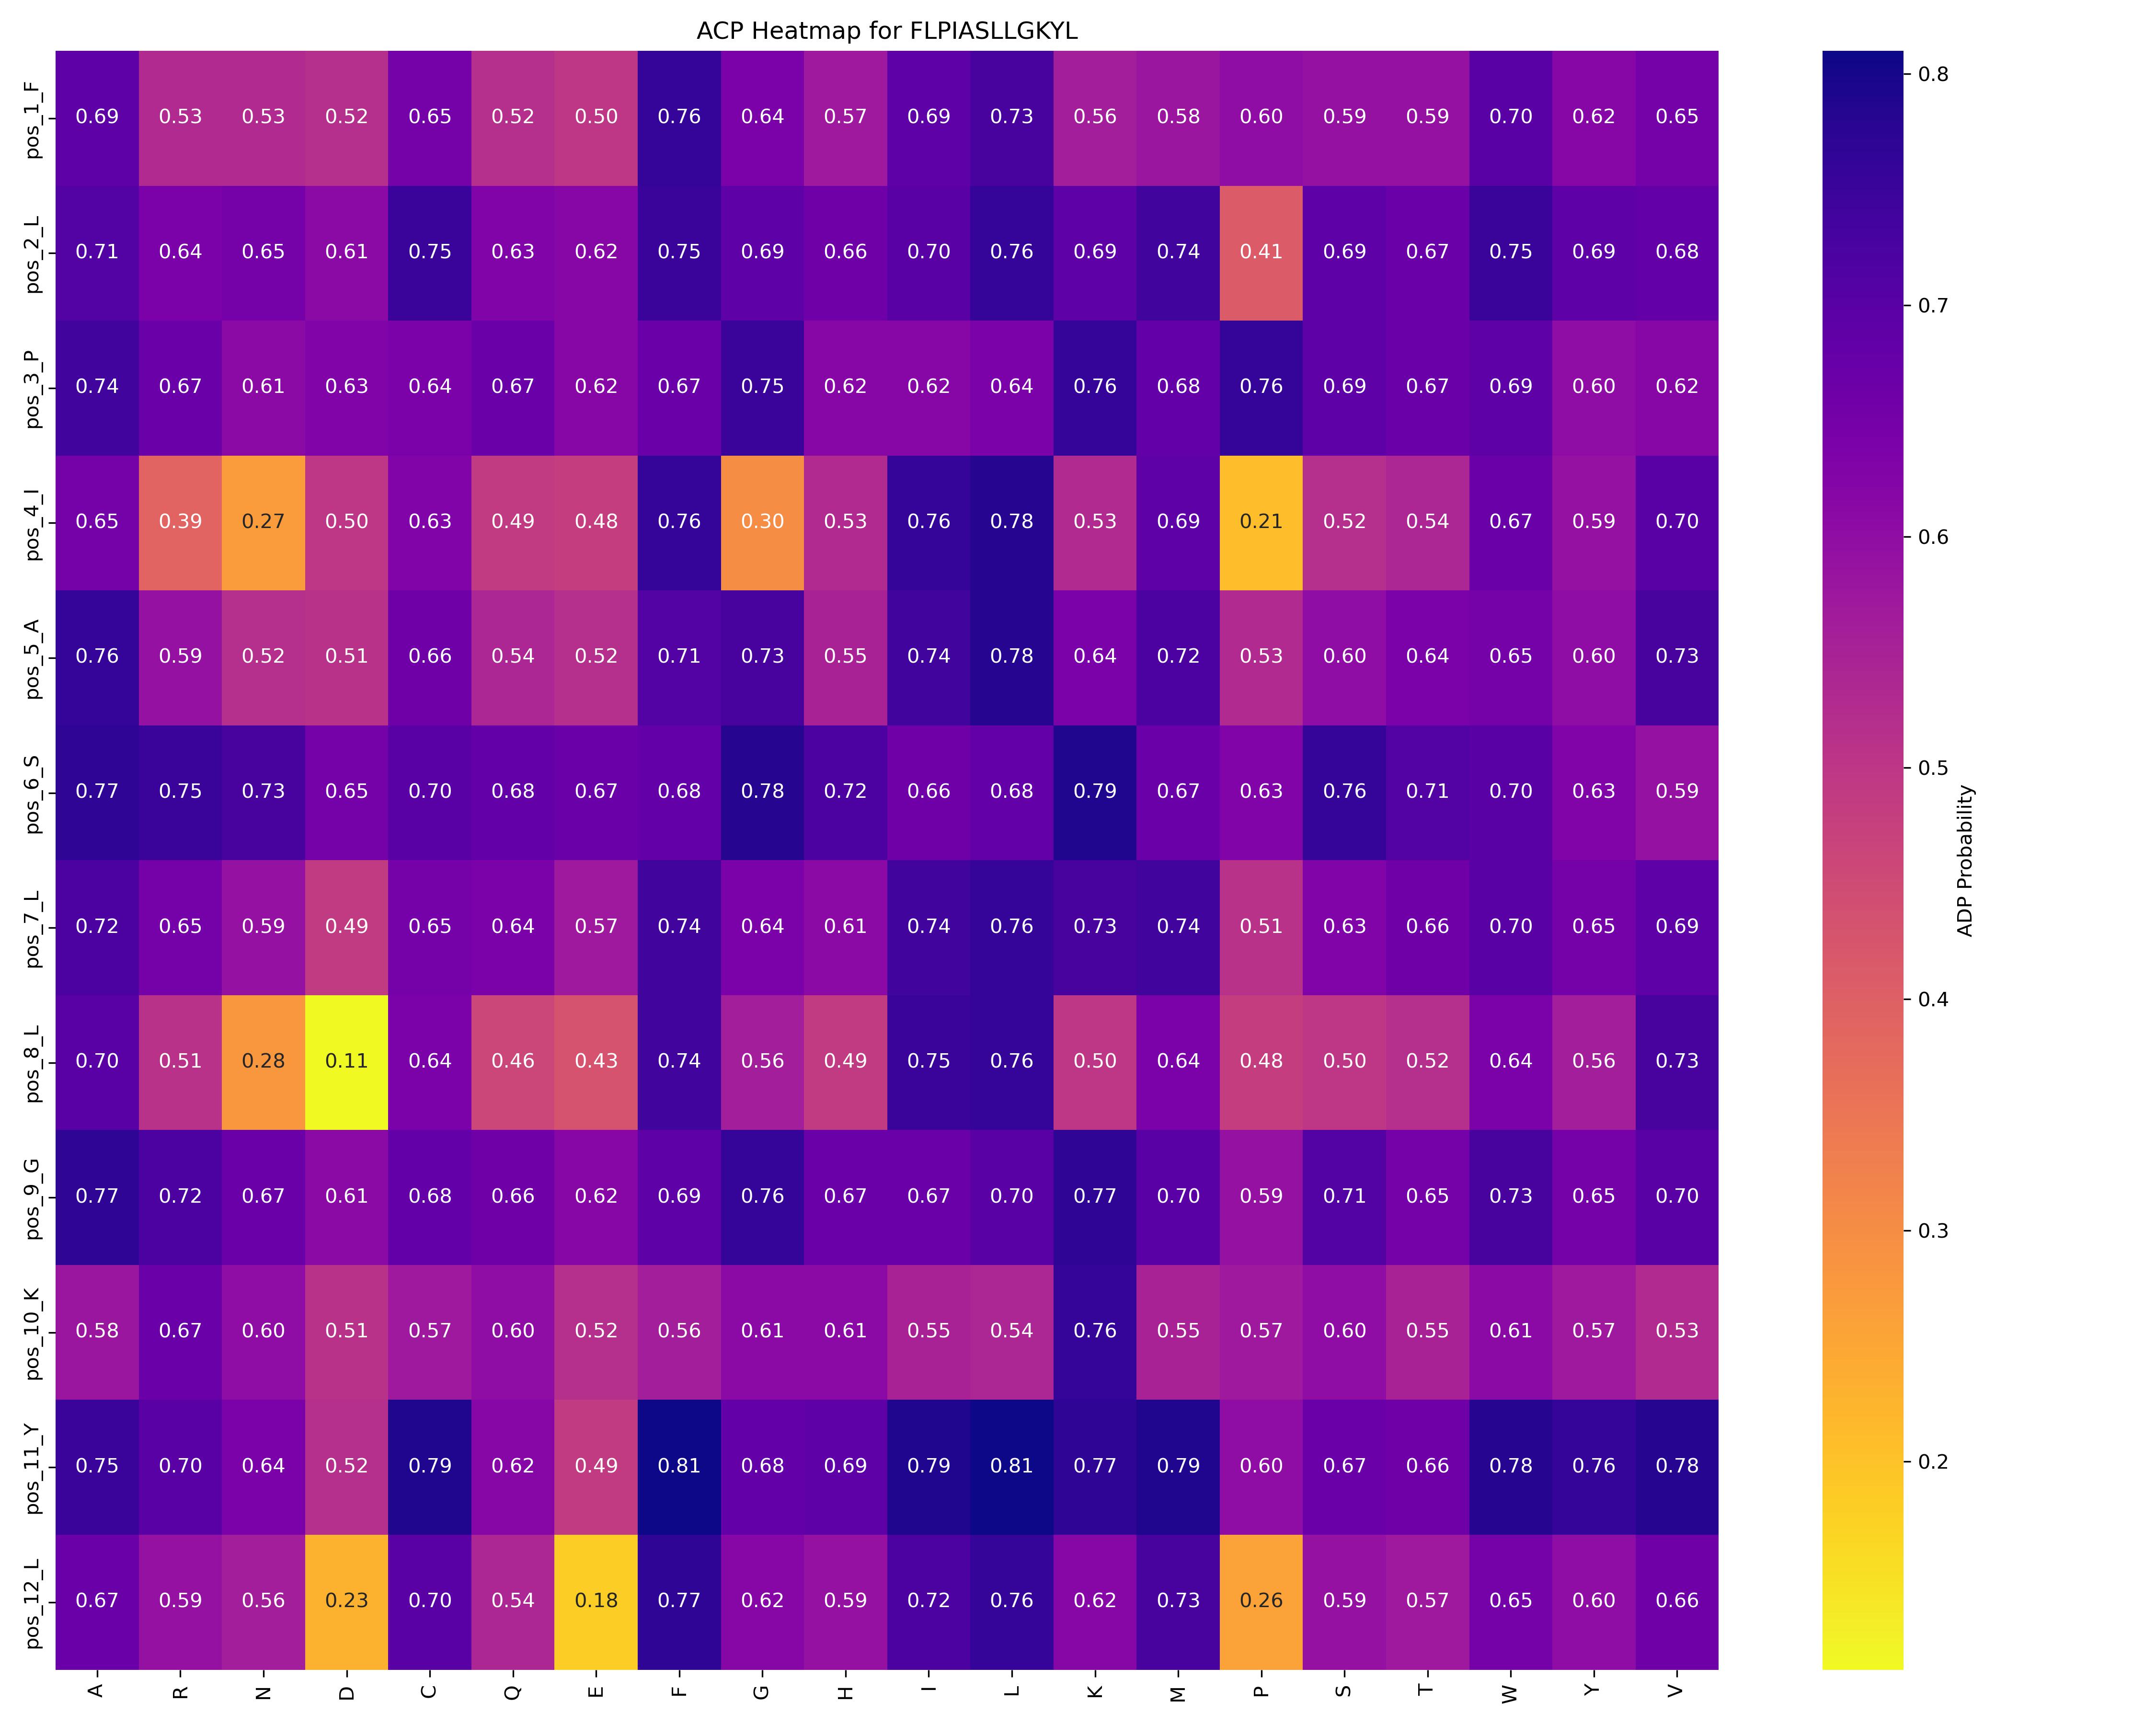 ACP Heatmap for FLPIASLLGKYL
pos_1_F 0.69 0.53 0.53 0.52 0.65 0.52 0.50 0.76 0.64 0.57 0.69 0.73 0.56 0.58 0.60 0.59 0.59 0.70 0.62 0.65
pos_2_L 0.71 0.64 0.65 0.61 0.75 0.63 0.62 0.75 0.69 0.66 0.70 0.76 0.69 0.74 0.41 0.69 0.67 0.75 0.69 0.68
pos_3_P 0.74 0.67 0.61 0.63 0.64 0.67 0.62 0.67 0.75 0.62 0.62 0.64 0.76 0.68 0.76 0.69 0.67 0.69 0.60 0.62
pos_4_I 0.65 0.39 0.27 0.50 0.63 0.49 0.48 0.76 0.30 0.53 0.76 0.78 0.53 0.69 0.21 0.52 0.54 0.67 0.59 0.70
pos_5_A 0.76 0.59 0.52 0.51 0.66 0.54 0.52 0.71 0.73 0.55 0.74 0.78 0.64 0.72 0.53 0.60 0.64 0.65 0.60 0.73
pos_6_S 0.77 0.75 0.73 0.65 0.70 0.68 0.67 0.68 0.78 0.72 0.66 0.68 0.79 0.67 0.63 0.76 0.71 0.70 0.63 0.59
pos_7_L 0.72 0.65 0.59 0.49 0.65 0.64 0.57 0.74 0.64 0.61 0.74 0.76 0.73 0.74 0.51 0.63 0.66 0.70 0.65 0.69
pos_8_L 0.70 0.51 0.28 0.11 0.64 0.46 0.43 0.74 0.56 0.49 0.75 0.76 0.50 0.64 0.48 0.50 0.52 0.64 0.56 0.73
pos_9_G 0.77 0.72 0.67 0.61 0.68 0.66 0.62 0.69 0.76 0.67 0.67 0.70 0.77 0.70 0.59 0.71 0.65 0.73 0.65 0.70
pos_10_K 0.58 0.67 0.60 0.51 0.57 0.60 0.52 0.56 0.61 0.61 0.55 0.54 0.76 0.55 0.57 0.60 0.55 0.61 0.57 0.53
pos_11_Y 0.75 0.70 0.64 0.52 0.79 0.62 0.49 0.81 0.68 0.69 0.79 0.81 0.77 0.79 0.60 0.67 0.66 0.78 0.76 0.78
pos_12_L 0.67 0.59 0.56 0.23 0.70 0.54 0.18 0.77 0.62 0.59 0.72 0.76 0.62 0.73 0.26 0.59 0.57 0.65 0.60 0.66
A R N D C Q E F G H I L K M P S T W Y V
0.8
0.7
0.6
0.5
0.4
0.3
0.2
ADP Probability